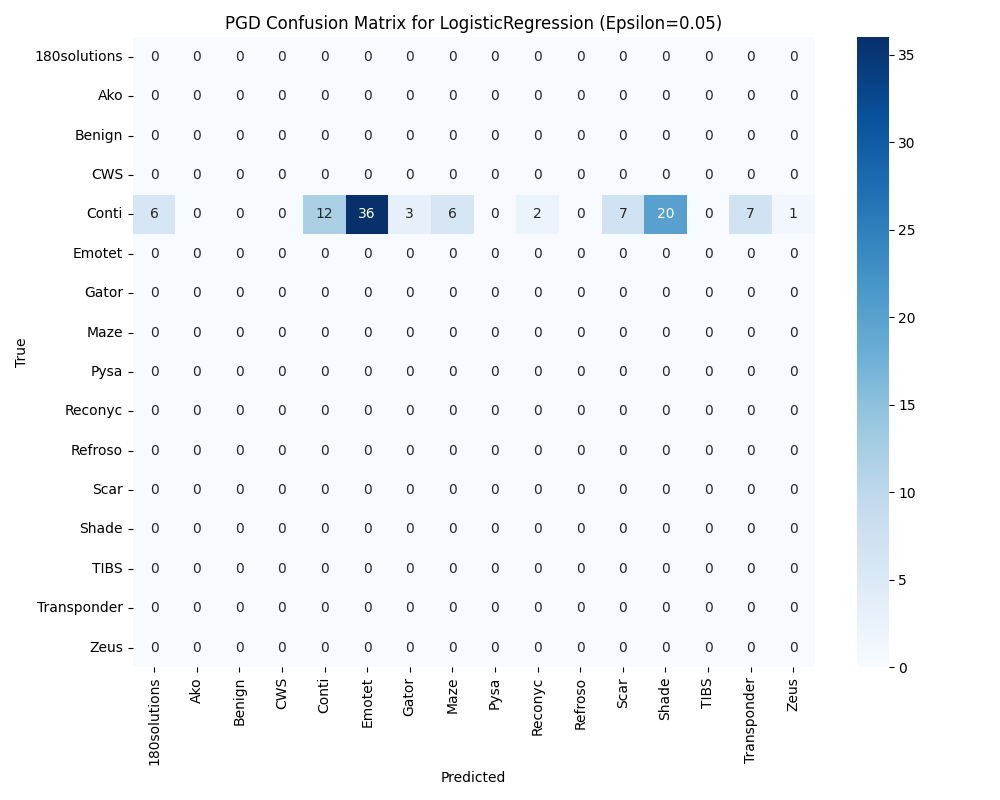 PGD Confusion Matrix for LogisticRegression (Epsilon=0.05)
True
180solutions 0 0 0 0 0 0 0 0 0 0 0 0 0 0 0 0
Ako 0 0 0 0 0 0 0 0 0 0 0 0 0 0 0 0
Benign 0 0 0 0 0 0 0 0 0 0 0 0 0 0 0 0
CWS 0 0 0 0 0 0 0 0 0 0 0 0 0 0 0 0
Conti 6 0 0 0 12 36 3 6 0 2 0 7 20 0 7 1
Emotet 0 0 0 0 0 0 0 0 0 0 0 0 0 0 0 0
Gator 0 0 0 0 0 0 0 0 0 0 0 0 0 0 0 0
Maze 0 0 0 0 0 0 0 0 0 0 0 0 0 0 0 0
Pysa 0 0 0 0 0 0 0 0 0 0 0 0 0 0 0 0
Reconyc 0 0 0 0 0 0 0 0 0 0 0 0 0 0 0 0
Refroso 0 0 0 0 0 0 0 0 0 0 0 0 0 0 0 0
Scar 0 0 0 0 0 0 0 0 0 0 0 0 0 0 0 0
Shade 0 0 0 0 0 0 0 0 0 0 0 0 0 0 0 0
TIBS 0 0 0 0 0 0 0 0 0 0 0 0 0 0 0 0
Transponder 0 0 0 0 0 0 0 0 0 0 0 0 0 0 0 0
Zeus 0 0 0 0 0 0 0 0 0 0 0 0 0 0 0 0
180solutions Ako Benign CWS Conti Emotet Gator Maze Pysa Reconyc Refroso Scar Shade TIBS Transponder Zeus
Predicted
35
30
25
20
15
10
5
0